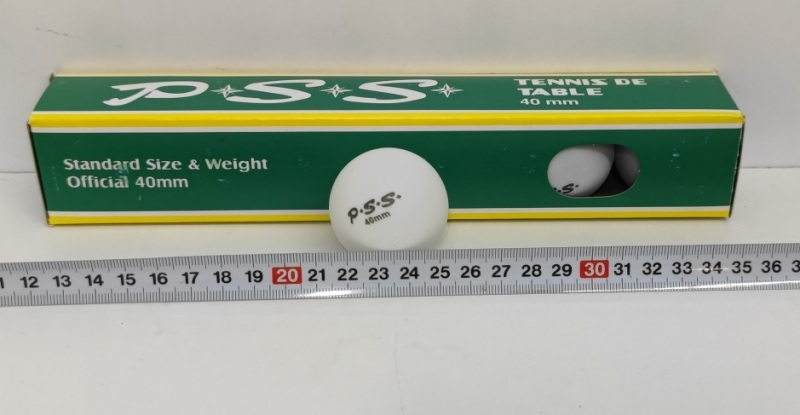 P★S★S★
TENNIS DE
TABLE
40 mm
Standard Size & Weight
Official 40mm
P.S.S.
40mm
.S.
12 13 14 15 16 17 18 19 20 21 22 23 24 25 26 27 28 29 30 31 32 33 34 35 36